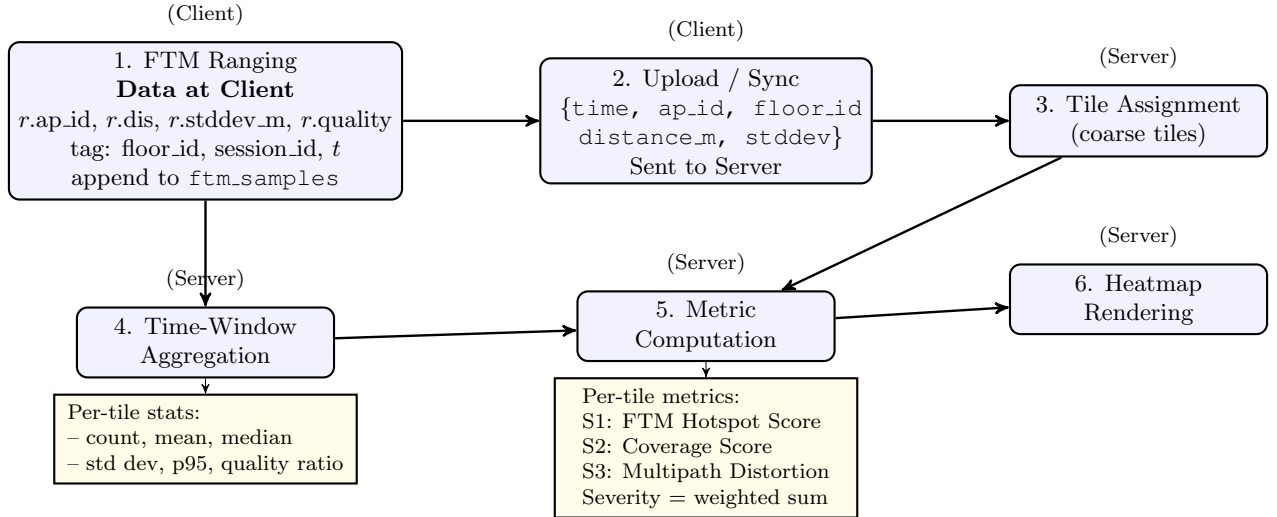 (Client)
1. FTM Ranging
Data at Client
r.ap_id, r.dis, r.stddev_m, r.quality
tag: floor_id, session_id, t
append to ftm_samples
(Client)
2. Upload / Sync
{time, ap_id, floor_id
distance_m, stddev}
Sent to Server
(Server)
3. Tile Assignment
(coarse tiles)
(Server)
4. Time-Window
Aggregation
Per-tile stats:
– count, mean, median
– std dev, p95, quality ratio
(Server)
5. Metric
Computation
Per-tile metrics:
S1: FTM Hotspot Score
S2: Coverage Score
S3: Multipath Distortion
Severity = weighted sum
(Server)
6. Heatmap
Rendering